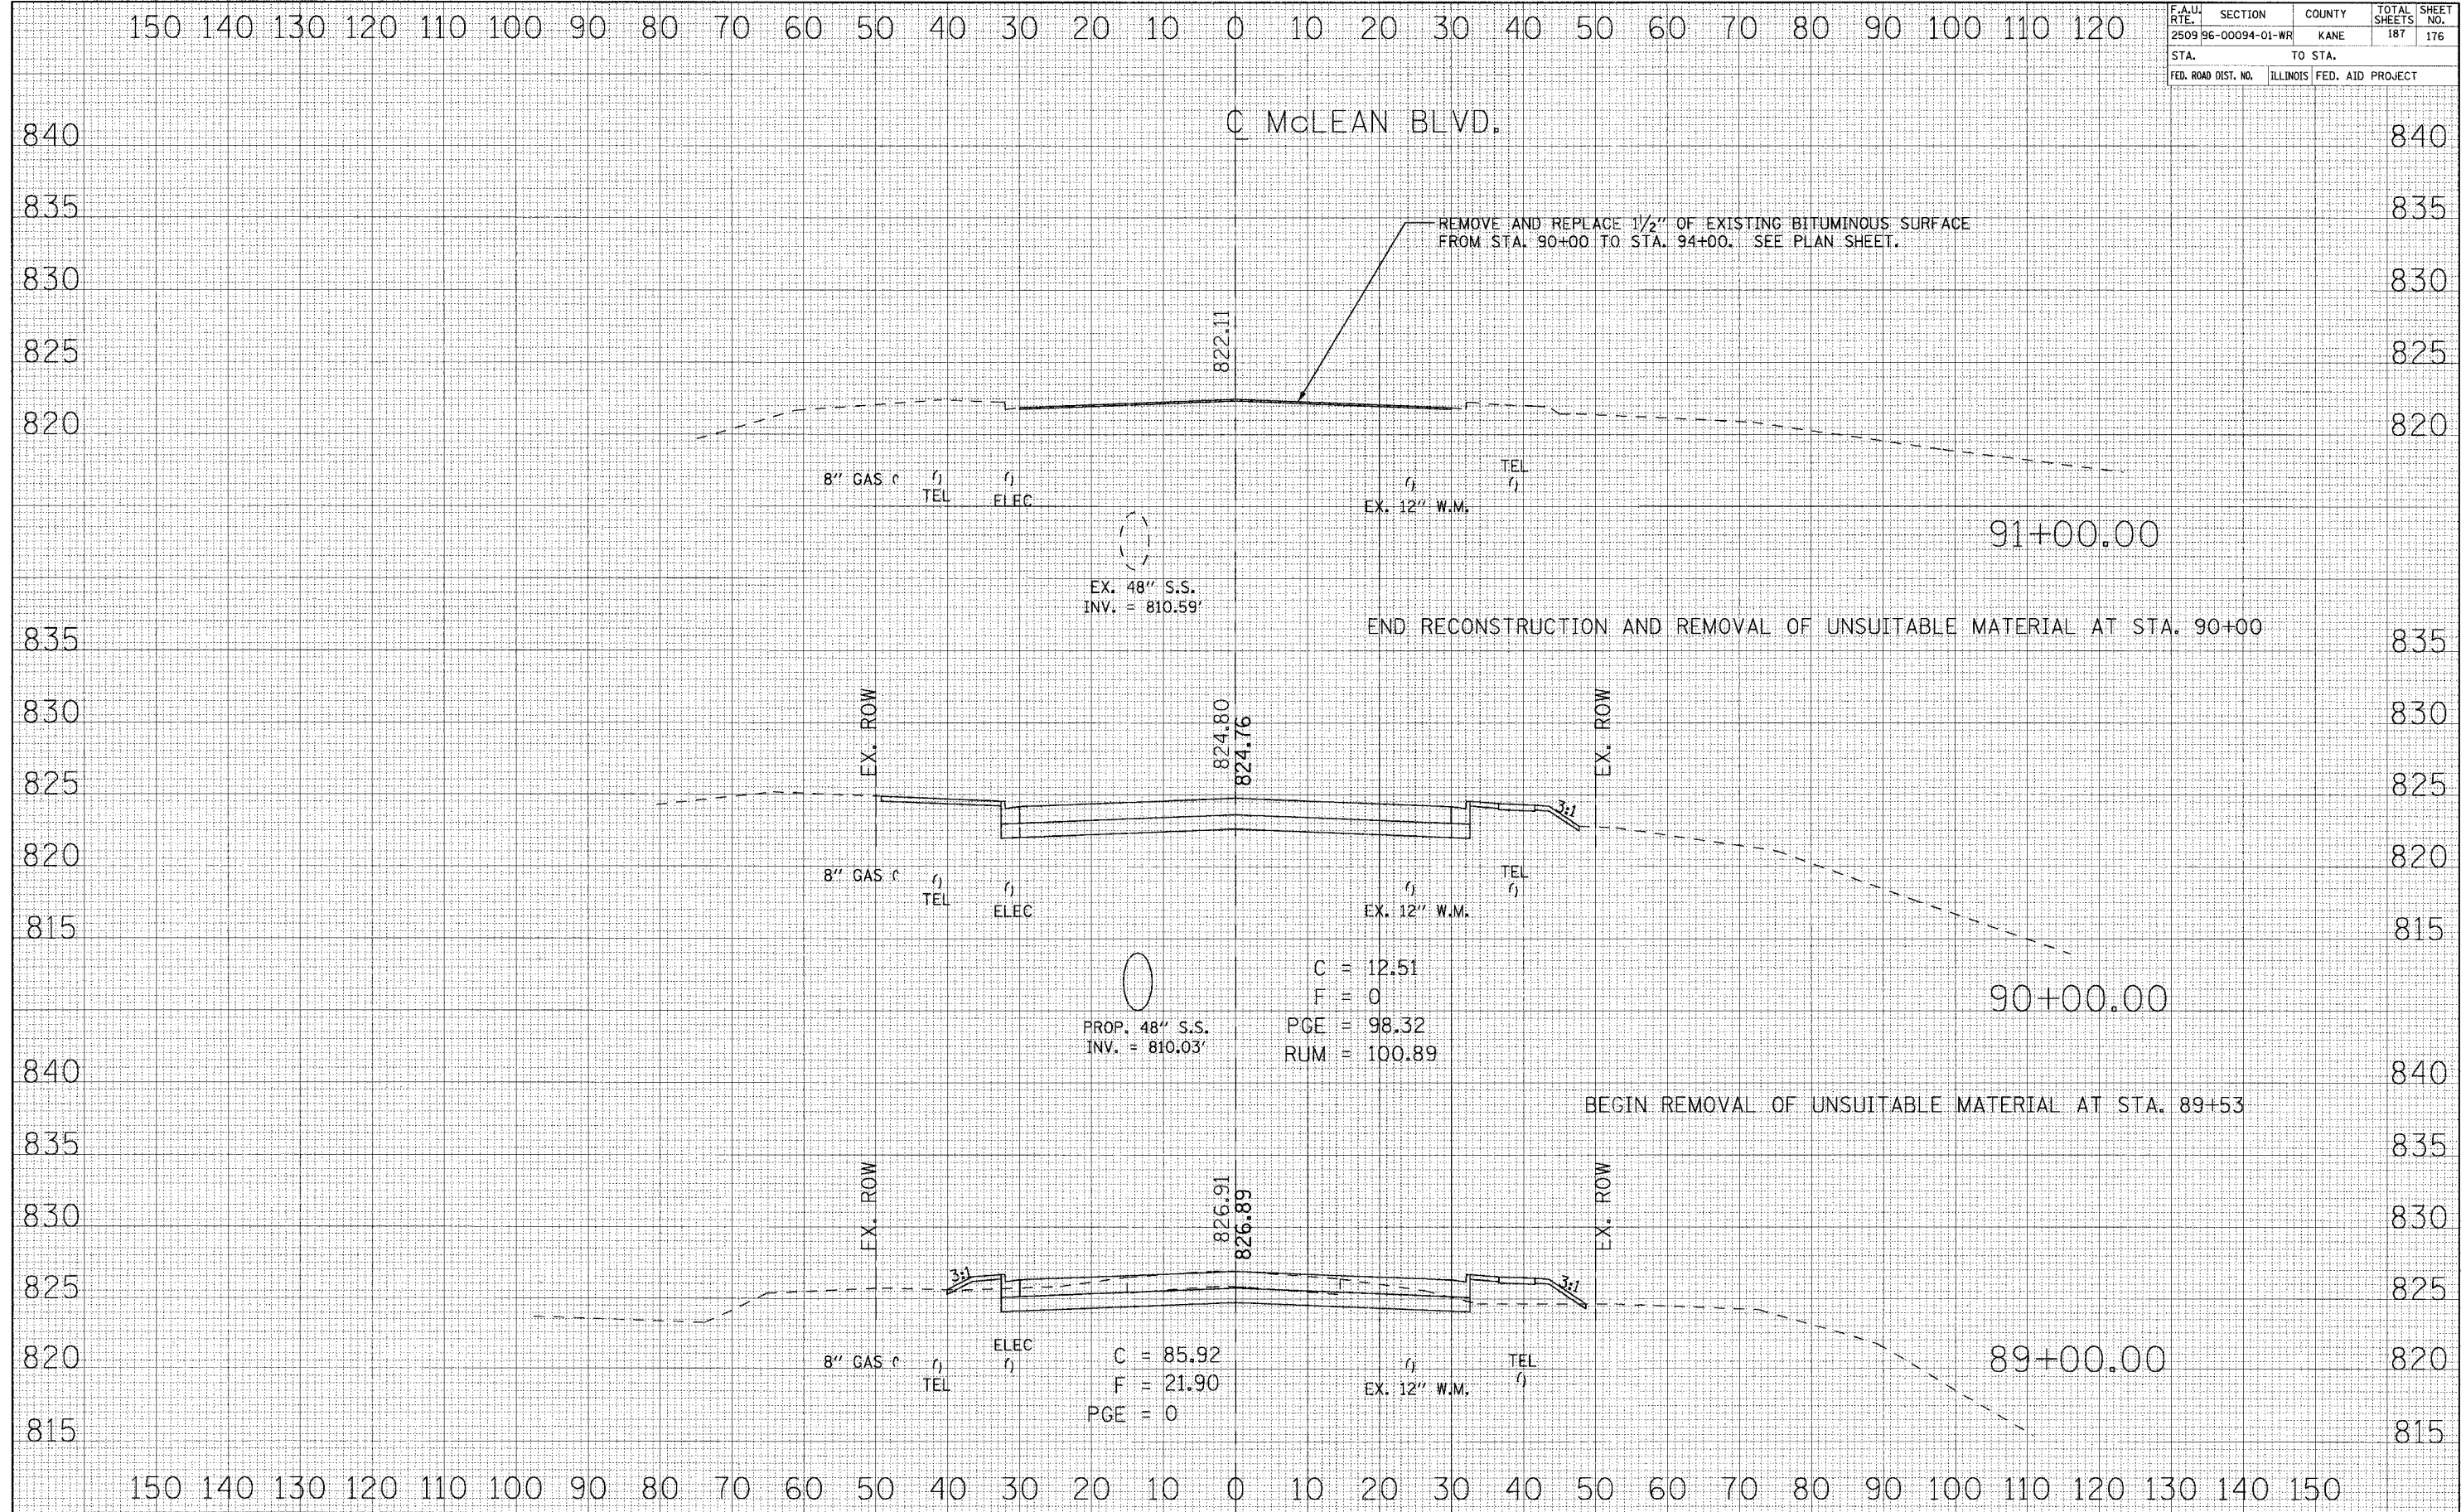 150 140 130 120 110 100 90 80 70 60 50 40 30 20 10 0 10 20 30 40 50 60 70 80 90 100 110 120
F.A.U. RTE. SECTION COUNTY TOTAL SHEETS SHEET NO.
2509 96-00094-01-WR KANE 187 176
STA. TO STA.
FED. ROAD DIST. NO. ILLINOIS FED. AID PROJECT
℄ McLEAN BLVD.
840 840
835 835
REMOVE AND REPLACE 1½" OF EXISTING BITUMINOUS SURFACE
FROM STA. 90+00 TO STA. 94+00. SEE PLAN SHEET.
830 830
822.11
825 825
820 820
8" GAS TEL ELEC EX. 12" W.M. TEL
91+00.00
EX. 48" S.S.
INV. = 810.59'
END RECONSTRUCTION AND REMOVAL OF UNSUITABLE MATERIAL AT STA. 90+00
835 835
830 830
EX. ROW 824.80 824.76 EX. ROW
825 825
3:1
820 820
8" GAS TEL ELEC EX. 12" W.M. TEL
815 815
C = 12.51
F = 0
90+00.00
PROP. 48" S.S.
INV. = 810.03'
PGE = 98.32
RUM = 100.89
840 840
BEGIN REMOVAL OF UNSUITABLE MATERIAL AT STA. 89+53
835 835
EX. ROW 826.91 826.89 EX. ROW
830 830
3:1 3:1
825 825
820 820
8" GAS TEL ELEC EX. 12" W.M. TEL
89+00.00
C = 85.92
F = 21.90
PGE = 0
815 815
150 140 130 120 110 100 90 80 70 60 50 40 30 20 10 0 10 20 30 40 50 60 70 80 90 100 110 120 130 140 150